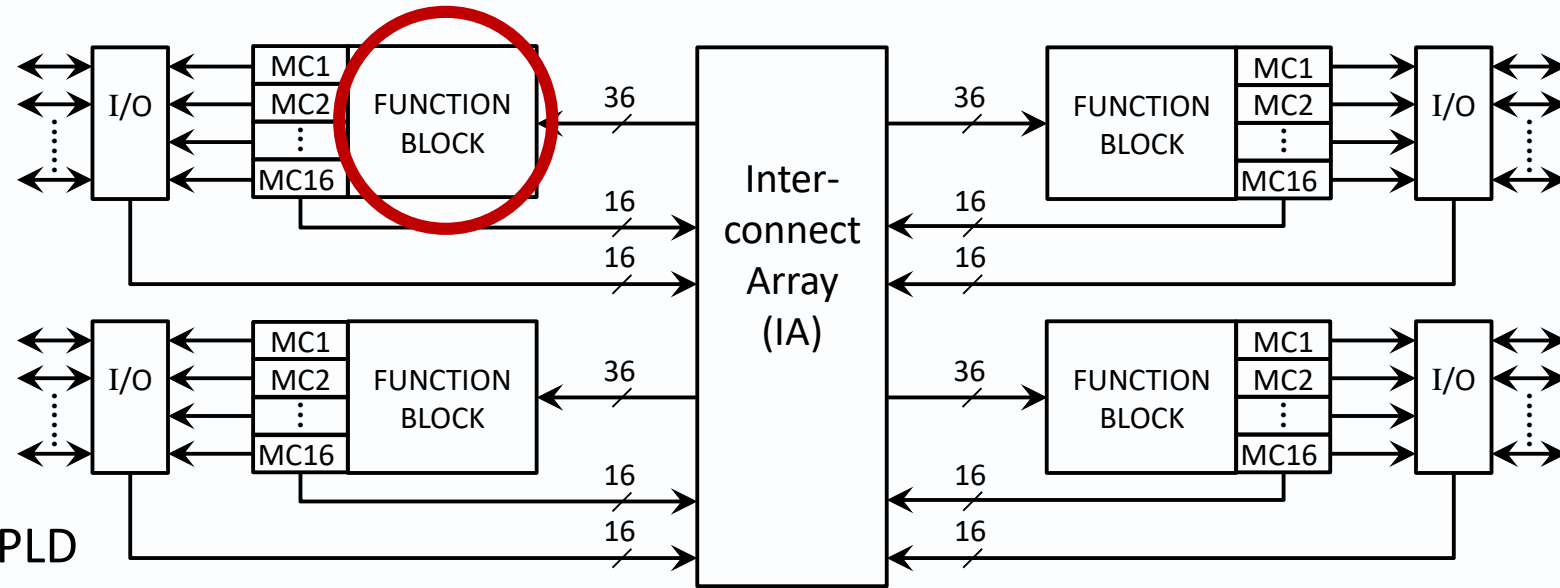 I/O
MC1
MC2
⋮
MC16
FUNCTION
BLOCK
36
16
16
Inter-
connect
Array
(IA)
36
16
16
FUNCTION
BLOCK
MC1
MC2
⋮
MC16
I/O
I/O
MC1
MC2
⋮
MC16
FUNCTION
BLOCK
36
16
16
36
16
16
FUNCTION
BLOCK
MC1
MC2
⋮
MC16
I/O
PLD